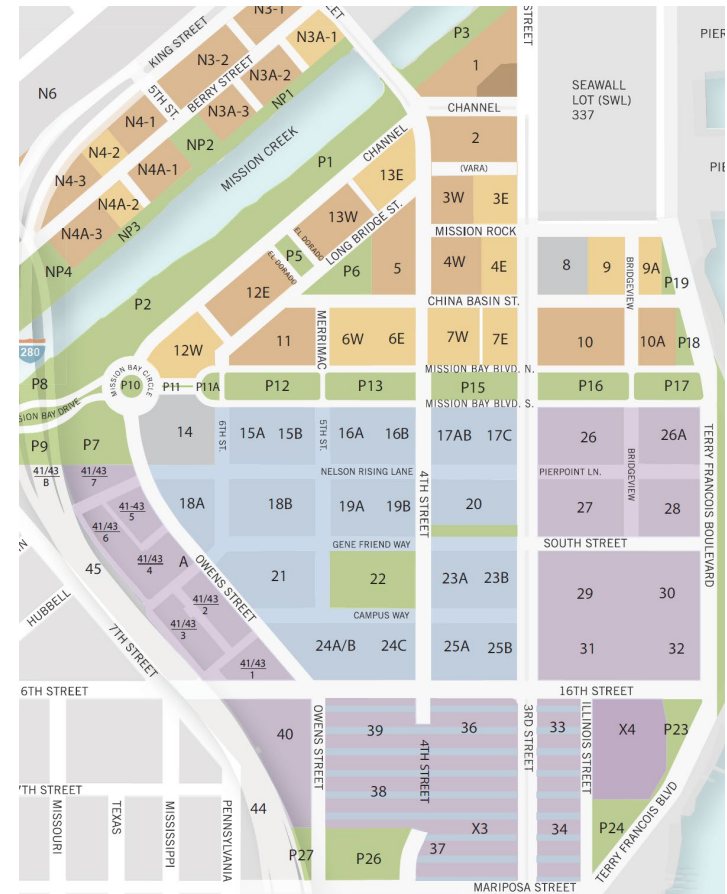 N3-1
EET
STREET
P3
PIER
KING STREET
N3A-1
N3-2
1
N6
5TH ST.
BERRY STREET
N3A-2
SEAWALL
LOT (SWL)
337
NP1
N3A-3
CHANNEL
N4-1
NP2
2
N4-2
MISSION CREEK
P1
CHANNEL
(VARA)
PIE
N4-3
N4A-1
13E
N4A-2
3W
3E
NP3
13W
LONG BRIDGE ST.
N4A-3
MISSION ROCK
EL DORADO
P5
EL DORADO
NP4
P6
5
4W
4E
8
9
BRIDGEVIEW
9A
P19
12E
P2
CHINA BASIN ST.
11
MERRIMAC
6W
6E
7W
7E
10
10A
P18
12W
280
MISSION BAY BLVD. N.
P8
MISSION BAY CIRCLE
P10
P11
P11A
P12
P13
P15
P16
P17
SION BAY DRIVE
MISSION BAY BLVD. S.
P9
P7
14
6TH ST.
15A
15B
5TH ST.
16A
16B
17AB
17C
26
26A
TERRY FRANCOIS BOULEVARD
41/43
B
41/43
7
NELSON RISING LANE
PIERPOINT LN.
BRIDGEVIEW
41-43
5
41/43
6
18A
18B
19A
19B
4TH STREET
20
27
28
41/43
4
A
OWENS STREET
GENE FRIEND WAY
SOUTH STREET
45
21
22
23A
23B
29
30
41/43
2
HUBBELL
41/43
3
CAMPUS WAY
7TH STREET
24A/B
24C
25A
25B
31
32
41/43
1
6TH STREET
16TH STREET
40
OWENS STREET
39
36
3RD STREET
33
ILLINOIS STREET
X4
P23
4TH STREET
7TH STREET
38
MISSOURI
TEXAS
MISSISSIPPI
PENNSYLVANIA
44
X3
34
P24
TERRY FRANCOIS BLVD
37
P27
P26
MARIPOSA STREET